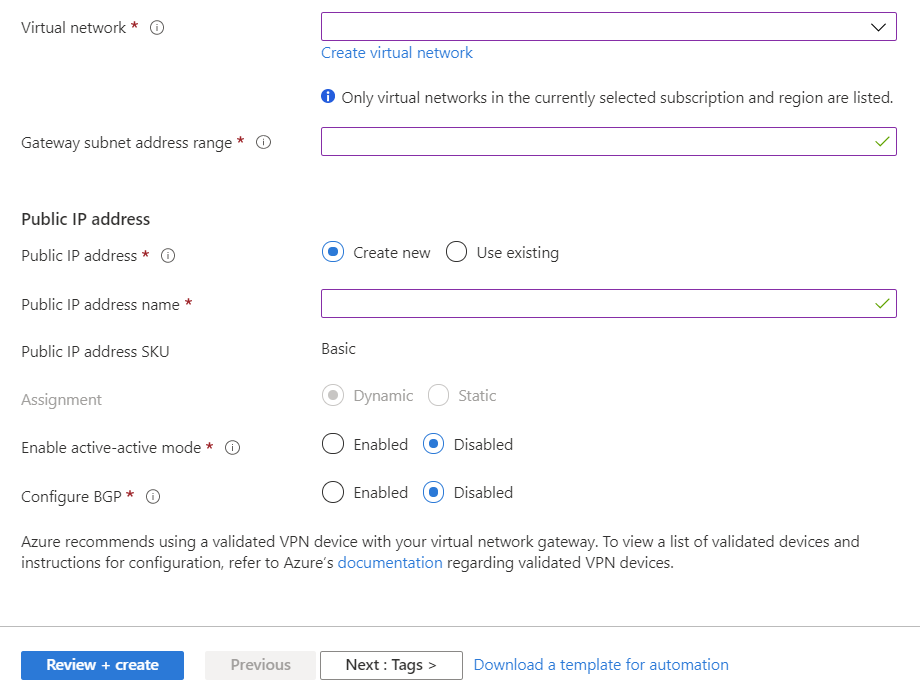 Virtual network *
Create virtual network
Only virtual networks in the currently selected subscription and region are listed.
Gateway subnet address range *
Public IP address
Public IP address * Create new Use existing
Public IP address name *
Public IP address SKU Basic
Assignment Dynamic Static
Enable active-active mode * Enabled Disabled
Configure BGP * Enabled Disabled
Azure recommends using a validated VPN device with your virtual network gateway. To view a list of validated devices and
instructions for configuration, refer to Azure's documentation regarding validated VPN devices.
Review + create Previous Next : Tags > Download a template for automation